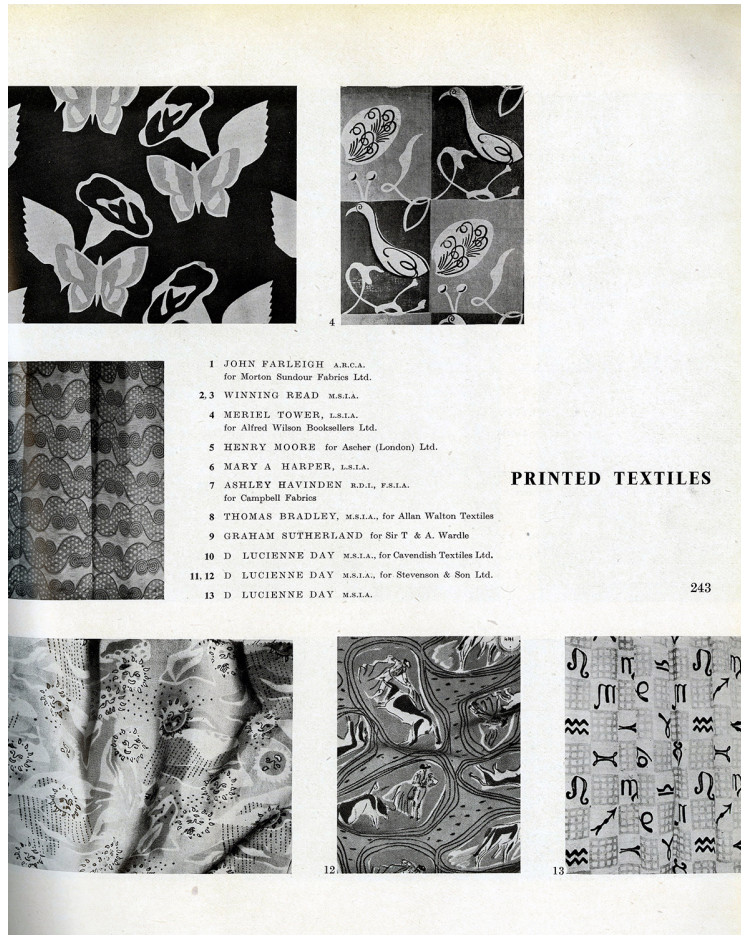 4
1 JOHN FARLEIGH A.R.C.A.
for Morton Sundour Fabrics Ltd.
2, 3 WINNING READ M.S.I.A.
4 MERIEL TOWER, L.S.I.A.
for Alfred Wilson Booksellers Ltd.
5 HENRY MOORE for Ascher (London) Ltd.
6 MARY A HARPER, L.S.I.A.
7 ASHLEY HAVINDEN R.D.I., F.S.I.A.
for Campbell Fabrics
8 THOMAS BRADLEY, M.S.I.A., for Allan Walton Textiles
9 GRAHAM SUTHERLAND for Sir T & A. Wardle
10 D LUCIENNE DAY M.S.I.A., for Cavendish Textiles Ltd.
11, 12 D LUCIENNE DAY M.S.I.A., for Stevenson & Son Ltd.
13 D LUCIENNE DAY M.S.I.A.
PRINTED TEXTILES
243
12
13